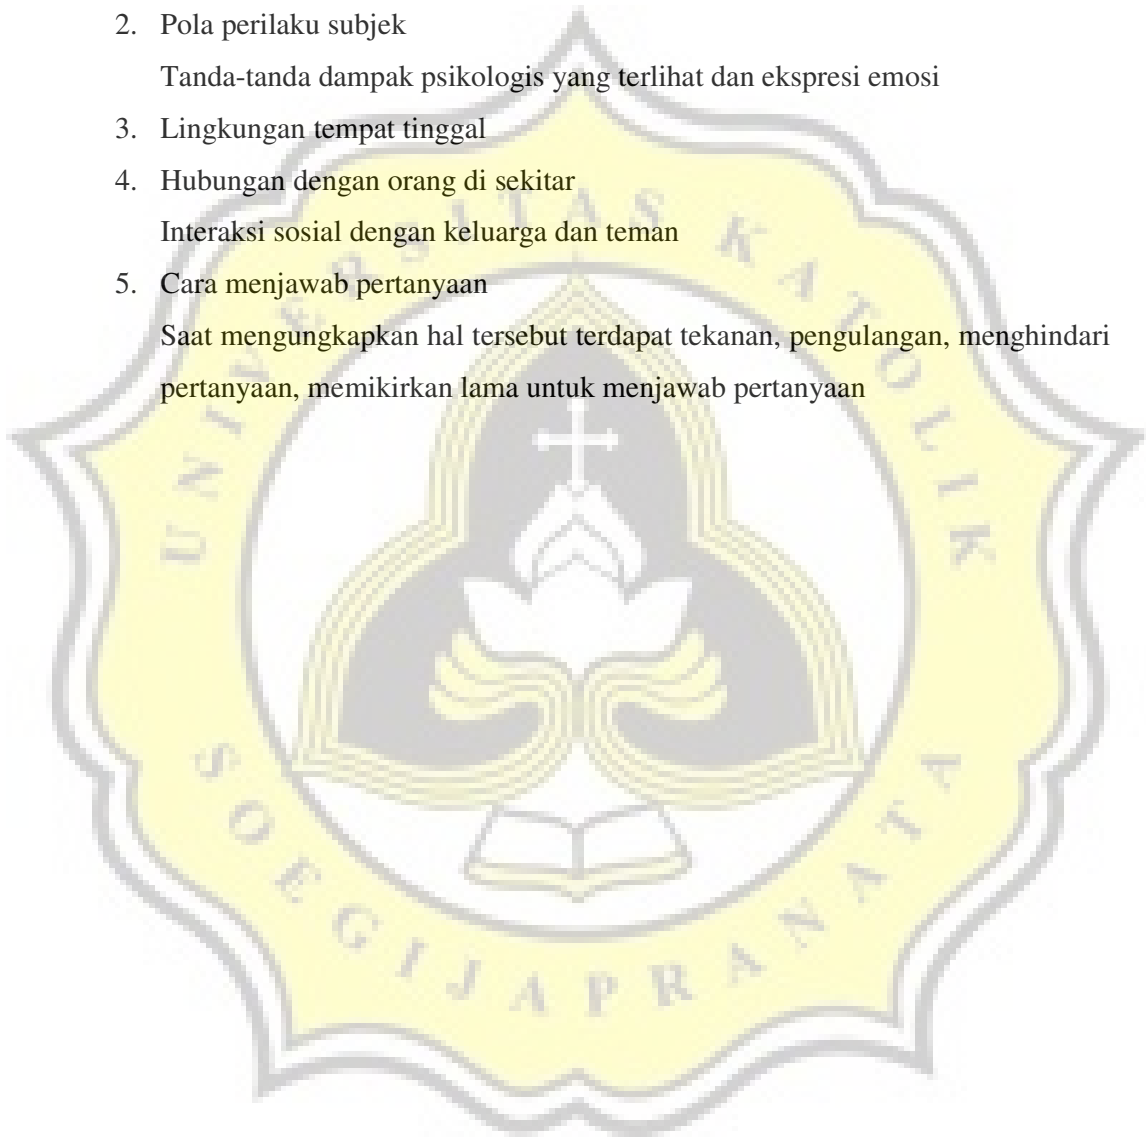 2. Pola perilaku subjek
Tanda-tanda dampak psikologis yang terlihat dan ekspresi emosi
3. Lingkungan tempat tinggal
4. Hubungan dengan orang di sekitar
Interaksi sosial dengan keluarga dan teman
5. Cara menjawab pertanyaan
Saat mengungkapkan hal tersebut terdapat tekanan, pengulangan, menghindari
pertanyaan, memikirkan lama untuk menjawab pertanyaan
UNIVERSITAS KATOLIK
SOEGIJAPRANATA